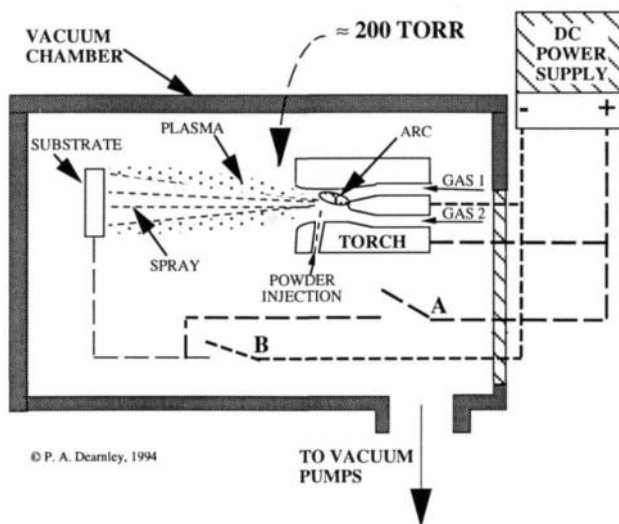 ≈ 200 TORR
DC
POWER
SUPPLY
-
+
VACUUM
CHAMBER
PLASMA
ARC
SUBSTRATE
GAS 1
GAS 2
TORCH
SPRAY
POWDER
INJECTION
A
B
© P. A. Dearnley, 1994
TO VACUUM
PUMPS